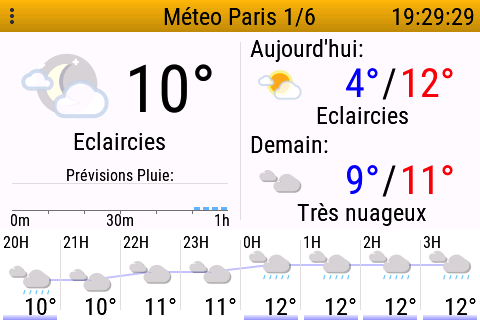 Méteo Paris 1/6 19:29:29
10°
Eclaircies
Prévisions Pluie:
0m 30m 1h
Aujourd'hui:
4°/12°
Eclaircies
Demain:
9°/11°
Très nuageux
20H 21H 22H 23H 0H 1H 2H 3H
10° 10° 11° 11° 12° 12° 12° 12°